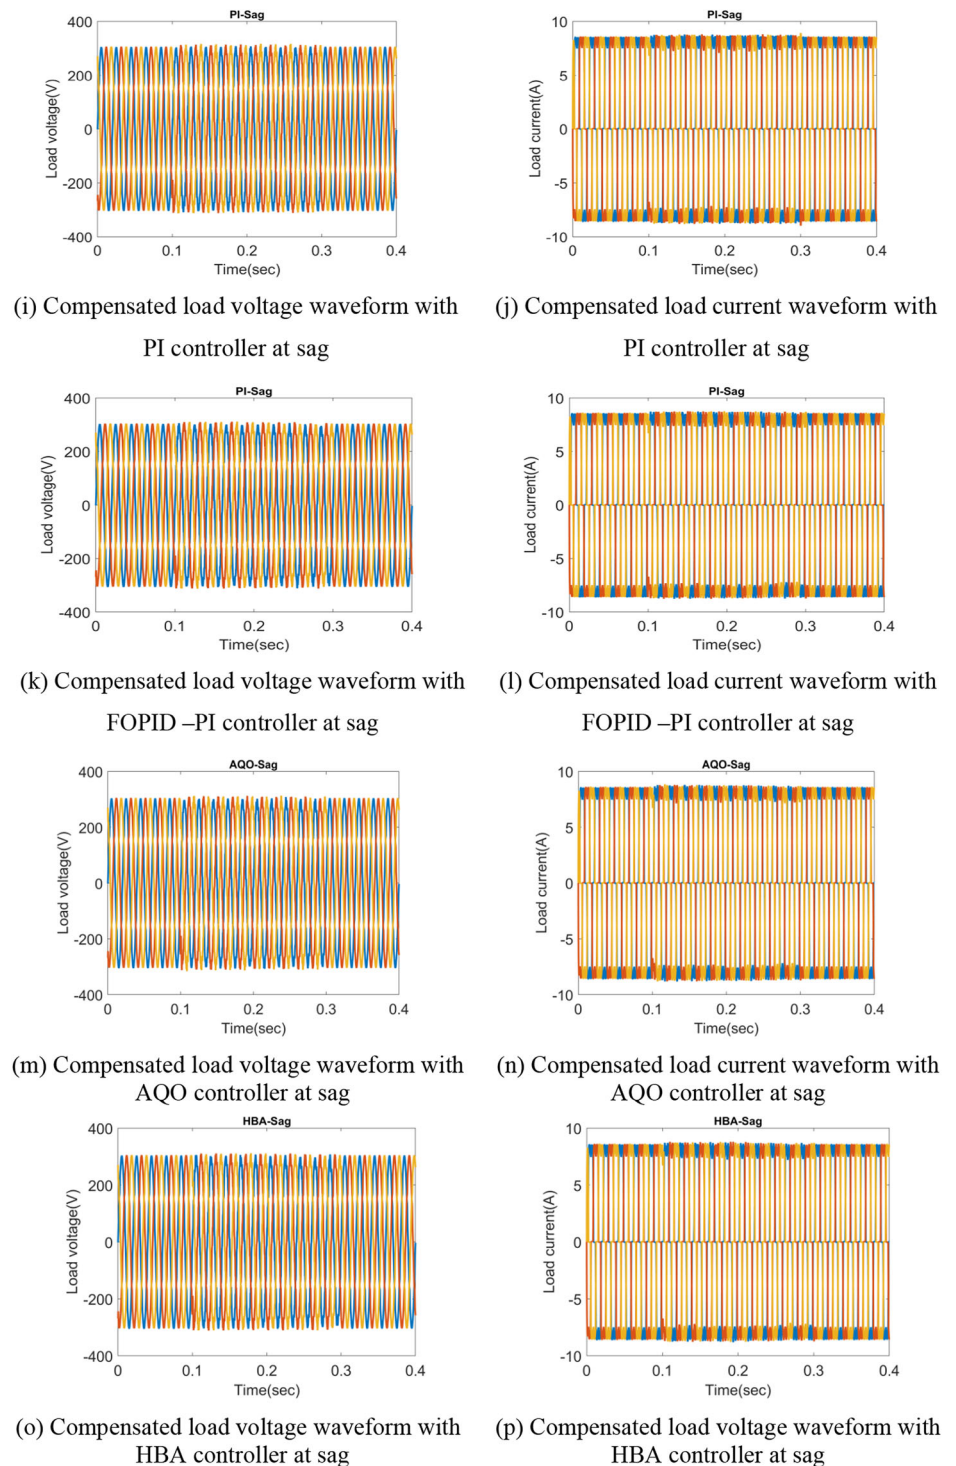 PI-Sag
400
200
0
-200
-400
Load voltage(V)
0 0.1 0.2 0.3 0.4
Time(sec)
PI-Sag
10
5
0
-5
-10
Load current(A)
0 0.1 0.2 0.3 0.4
Time(sec)
(i) Compensated load voltage waveform with
PI controller at sag
(j) Compensated load current waveform with
PI controller at sag
PI-Sag
400
200
0
-200
-400
Load voltage(V)
0 0.1 0.2 0.3 0.4
Time(sec)
PI-Sag
10
5
0
-5
-10
Load current(A)
0 0.1 0.2 0.3 0.4
Time(sec)
(k) Compensated load voltage waveform with
FOPID –PI controller at sag
(l) Compensated load current waveform with
FOPID –PI controller at sag
AQO-Sag
400
200
0
-200
-400
Load voltage(V)
0 0.1 0.2 0.3 0.4
Time(sec)
AQO-Sag
10
5
0
-5
-10
Load current(A)
0 0.1 0.2 0.3 0.4
Time(sec)
(m) Compensated load voltage waveform with
AQO controller at sag
(n) Compensated load current waveform with
AQO controller at sag
HBA-Sag
400
200
0
-200
-400
Load voltage(V)
0 0.1 0.2 0.3 0.4
Time(sec)
HBA-Sag
10
5
0
-5
-10
Load current(A)
0 0.1 0.2 0.3 0.4
Time(sec)
(o) Compensated load voltage waveform with
HBA controller at sag
(p) Compensated load voltage waveform with
HBA controller at sag